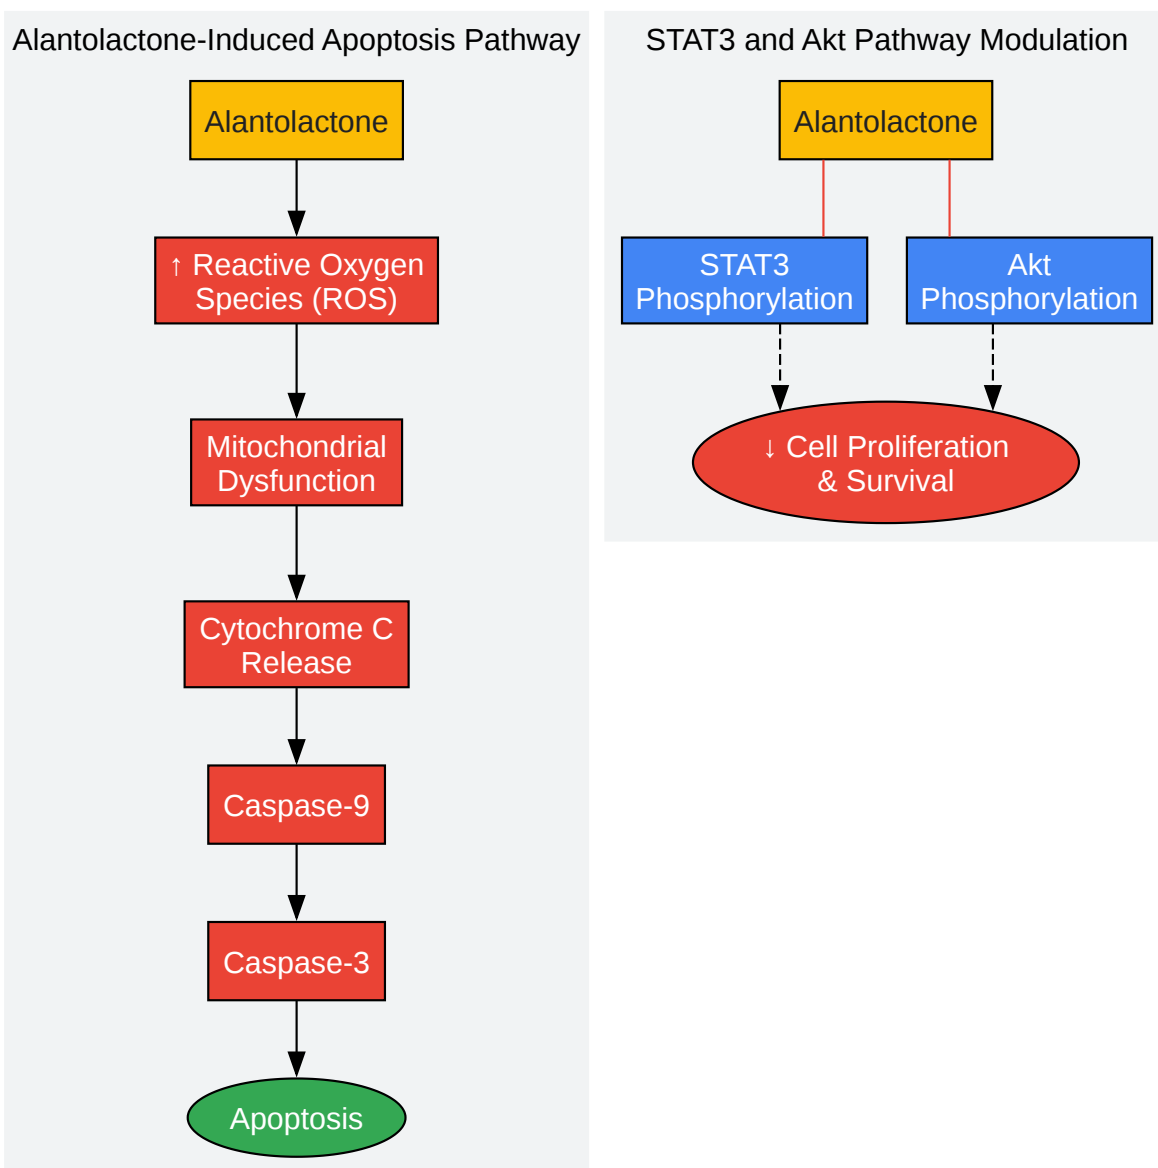 Alantolactone-Induced Apoptosis Pathway
Alantolactone
↑ Reactive Oxygen
Species (ROS)
Mitochondrial
Dysfunction
Cytochrome C
Release
Caspase-9
Caspase-3
Apoptosis
STAT3 and Akt Pathway Modulation
Alantolactone
STAT3
Phosphorylation
Akt
Phosphorylation
↓ Cell Proliferation
& Survival